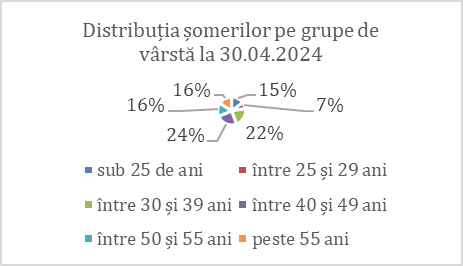 Distribuția șomerilor pe grupe de
vârstă la 30.04.2024
16% 15%
16% 7%
24% 22%
sub 25 de ani între 25 și 29 ani
între 30 și 39 ani între 40 și 49 ani
între 50 și 55 ani peste 55 ani